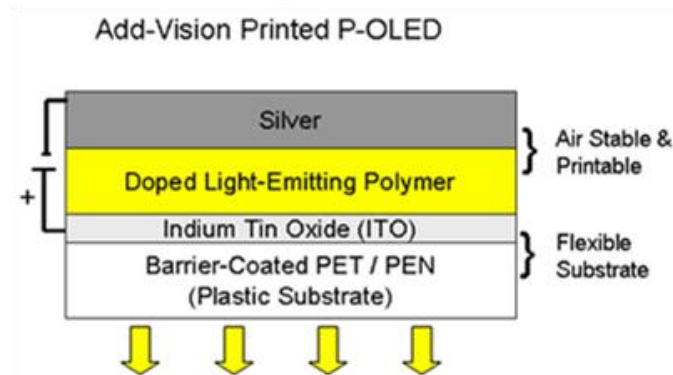 Add-Vision Printed P-OLED
Silver
Air Stable &
Printable
Doped Light-Emitting Polymer
+
Indium Tin Oxide (ITO)
Flexible
Substrate
Barrier-Coated PET / PEN
(Plastic Substrate)